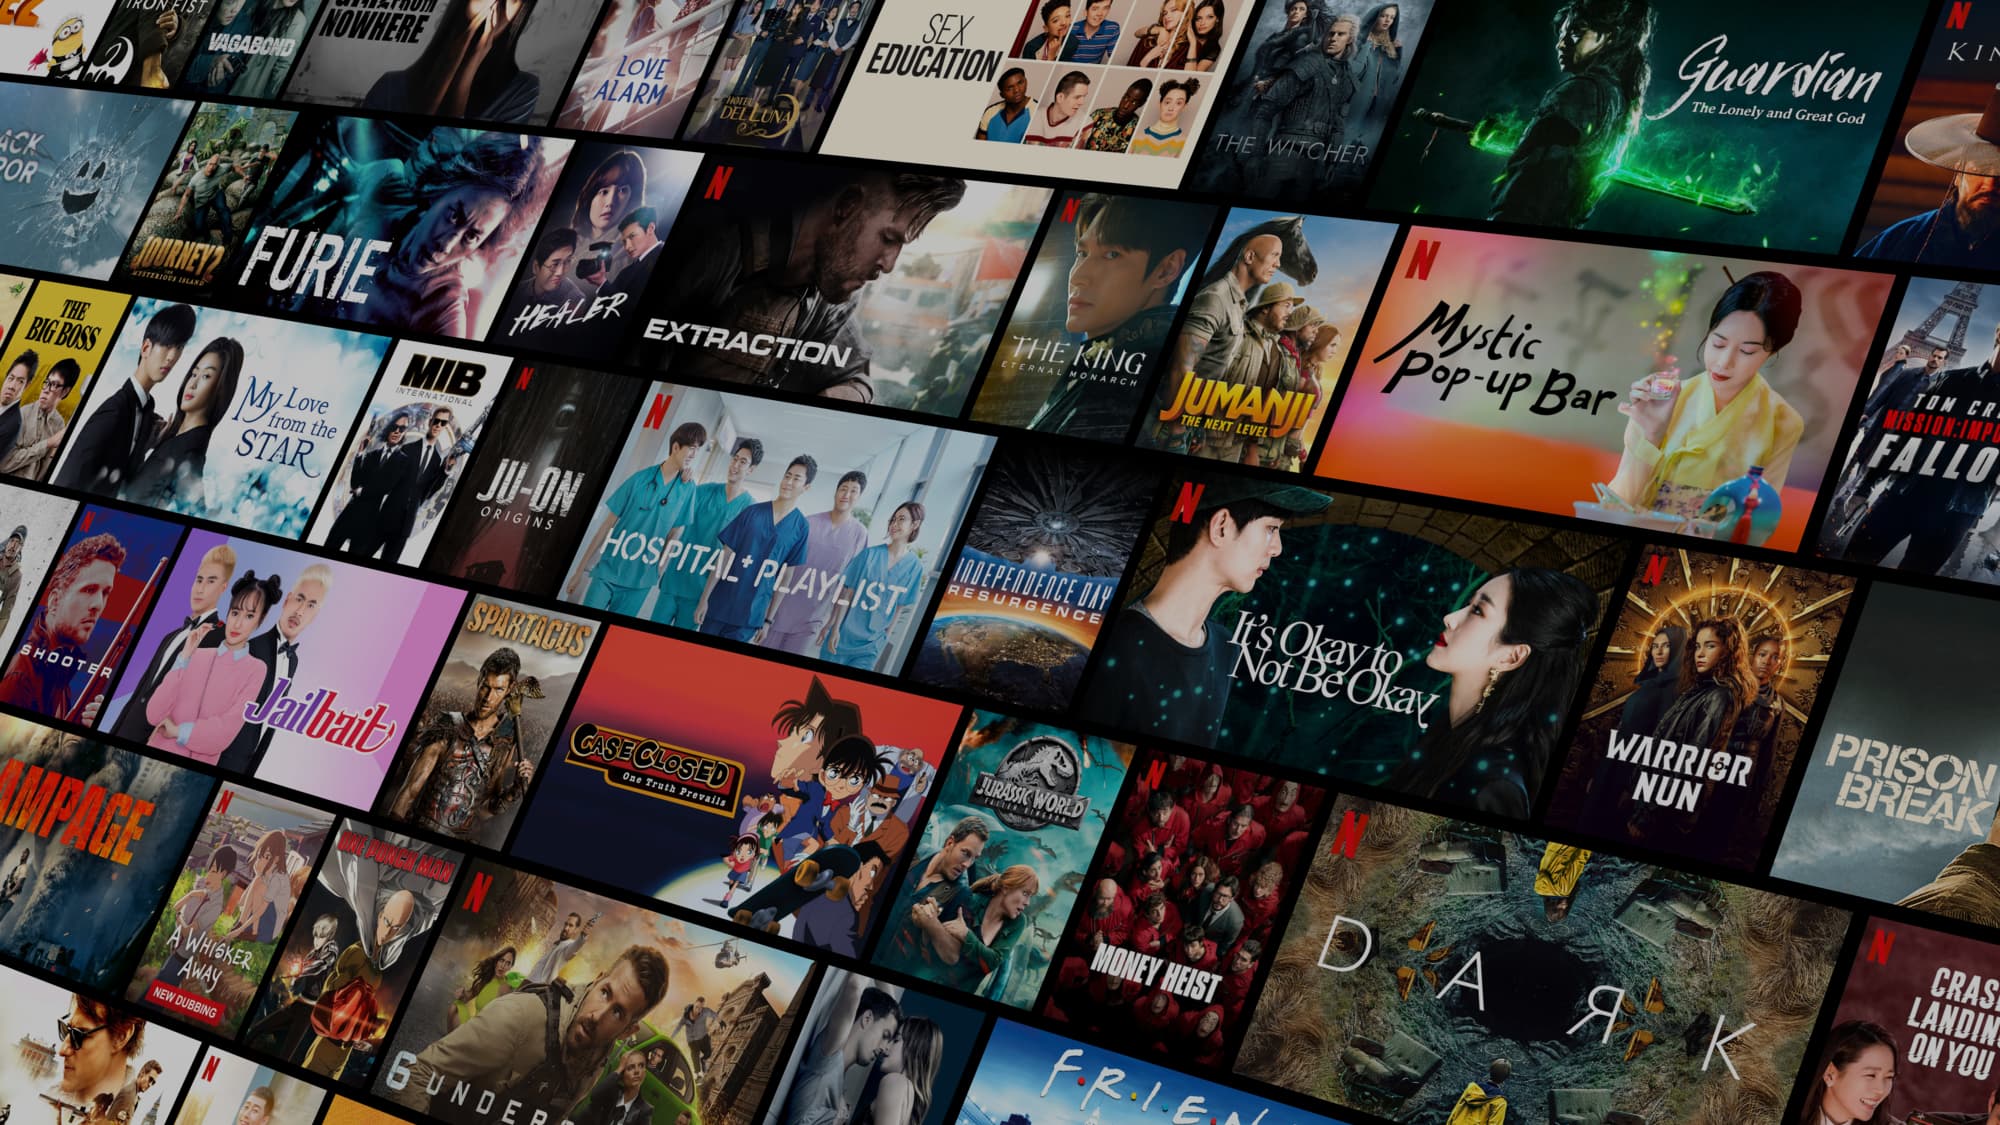 IRON FIST
VAGABOND
NOWHERE
LOVE
ALARM
HOTEL
DEL LUNA
SEX
EDUCATION
THE WITCHER
Guardian
The Lonely and Great God
N
KIN
ACK
POR
JOURNEY 2
THE
MYSTERIOUS ISLAND
FURIE
HEALER
N
EXTRACTION
N
THE KING
ETERNAL MONARCH
JUMANJI
THE NEXT LEVEL
N
Mystic
Pop-up Bar
TOM CR
MISSION:IMPO
FALLO
THE
BIG BOSS
My Love
from the
STAR
MIB
INTERNATIONAL
N
JU-ON
ORIGINS
N
HOSPITAL PLAYLIST
INDEPENDENCE DAY
RESURGENCE
N
It's Okay to
Not Be Okay
N
WARRIOR
NUN
PRISON
BREAK
N
SHOOTER
Jailbait
SPARTACUS
CASE CLOSED
One Truth Prevails
JURASSIC WORLD
FALLEN KINGDOM
N
MONEY HEIST
N
DARK
N
CRAS
LANDIN
ON YOU
AMPAGE
N
A WHISKER
AWAY
NEW DUBBING
ONE PUNCH MAN
N
6 UNDER
F.R.I.E.N
N